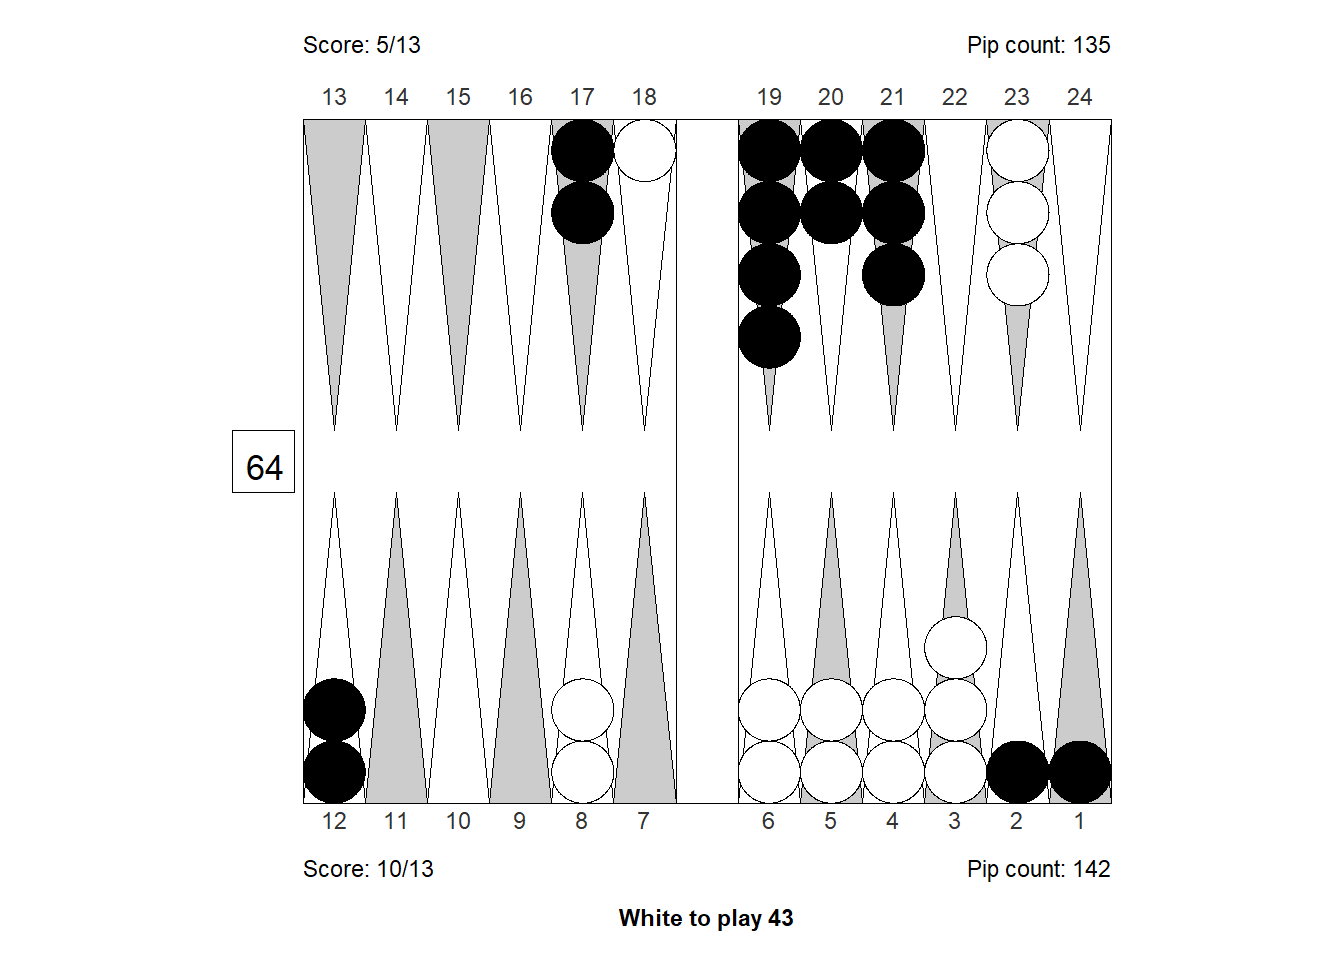 Score: 5/13 Pip count: 135
13 14 15 16 17 18 19 20 21 22 23 24
64
12 11 10 9 8 7 6 5 4 3 2 1
Score: 10/13 Pip count: 142
White to play 43